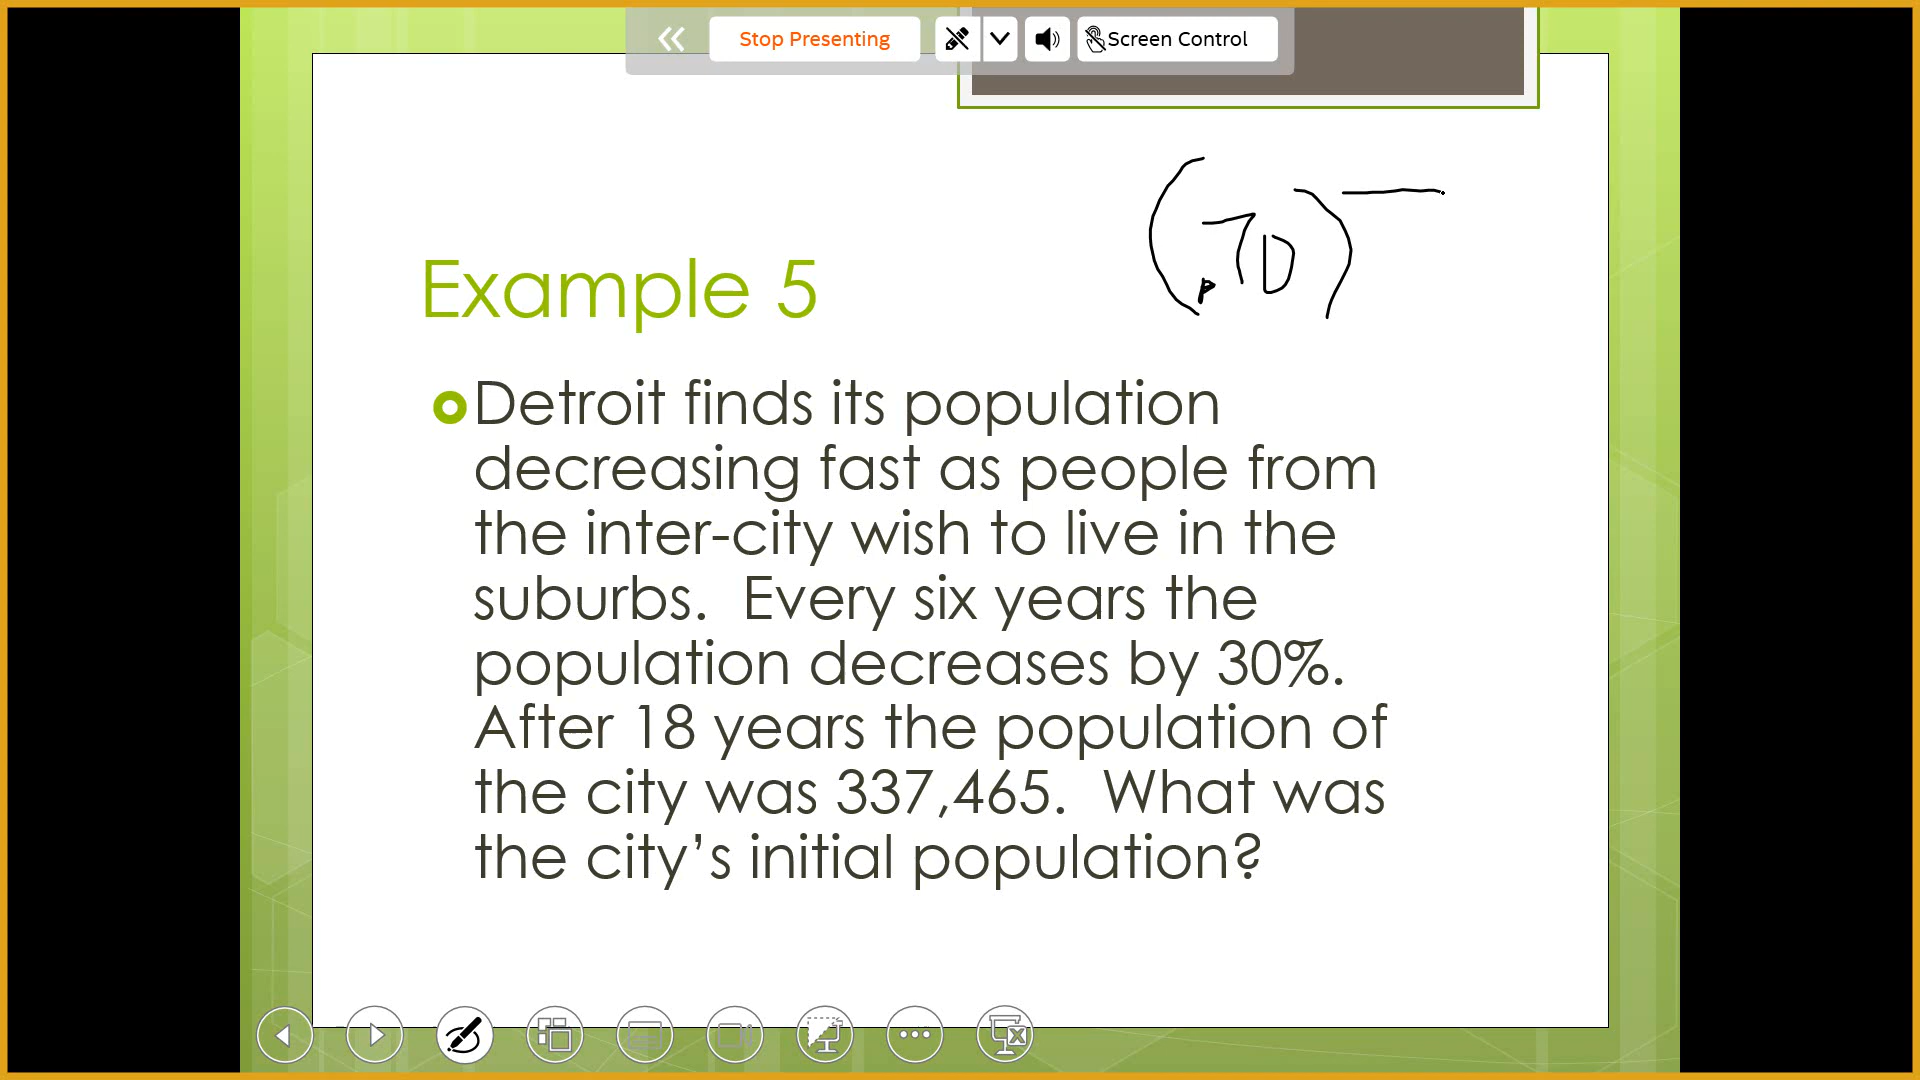 Stop Presenting
Screen Control
(.70)
Example 5
Detroit finds its population
decreasing fast as people from
the inter-city wish to live in the
suburbs.  Every six years the
population decreases by 30%.
After 18 years the population of
the city was 337,465.  What was
the city’s initial population?